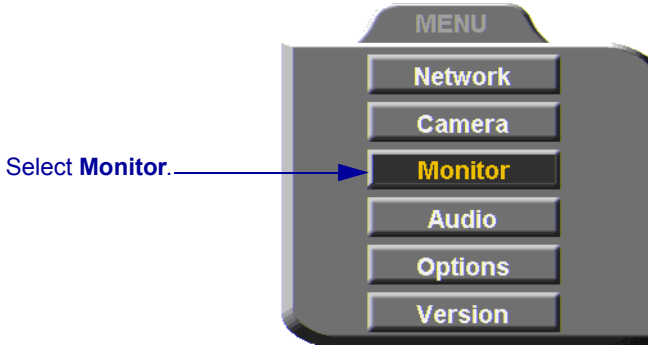 MENU
Network
Camera
Select Monitor.
Monitor
Audio
Options
Version